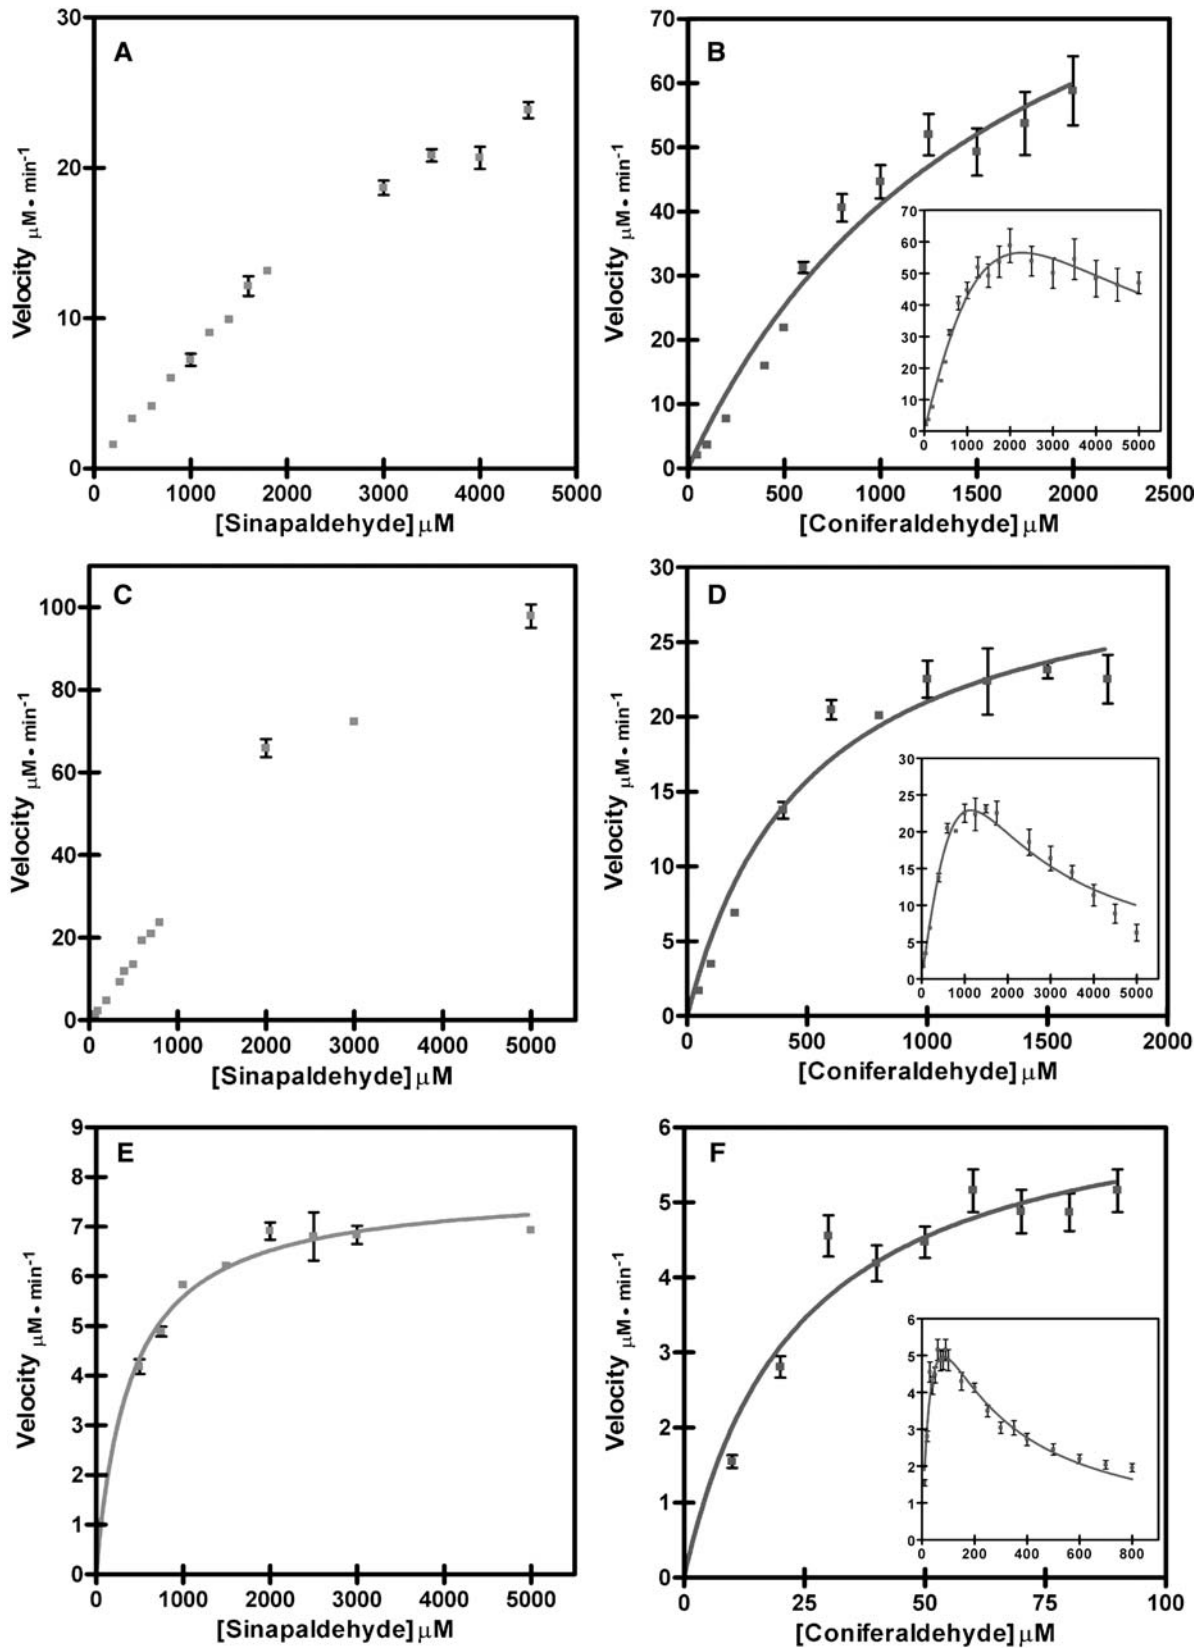 A
Velocity μM • min⁻¹
30
20
10
0
0 1000 2000 3000 4000 5000
[Sinapaldehyde] μM
B
Velocity μM • min⁻¹
70
60
50
40
30
20
10
0
0 500 1000 1500 2000 2500
[Coniferaldehyde] μM
70
60
50
40
30
20
10
0
0 1000 2000 3000 4000 5000
C
Velocity μM • min⁻¹
100
80
60
40
20
0
0 1000 2000 3000 4000 5000
[Sinapaldehyde] μM
D
Velocity μM • min⁻¹
30
25
20
15
10
5
0
0 500 1000 1500 2000
[Coniferaldehyde] μM
30
25
20
15
10
5
0
0 1000 2000 3000 4000 5000
E
Velocity μM • min⁻¹
9
8
7
6
5
4
3
2
1
0
0 1000 2000 3000 4000 5000
[Sinapaldehyde] μM
F
Velocity μM • min⁻¹
6
5
4
3
2
1
0
0 25 50 75 100
[Coniferaldehyde] μM
6
5
4
3
2
1
0
0 200 400 600 800